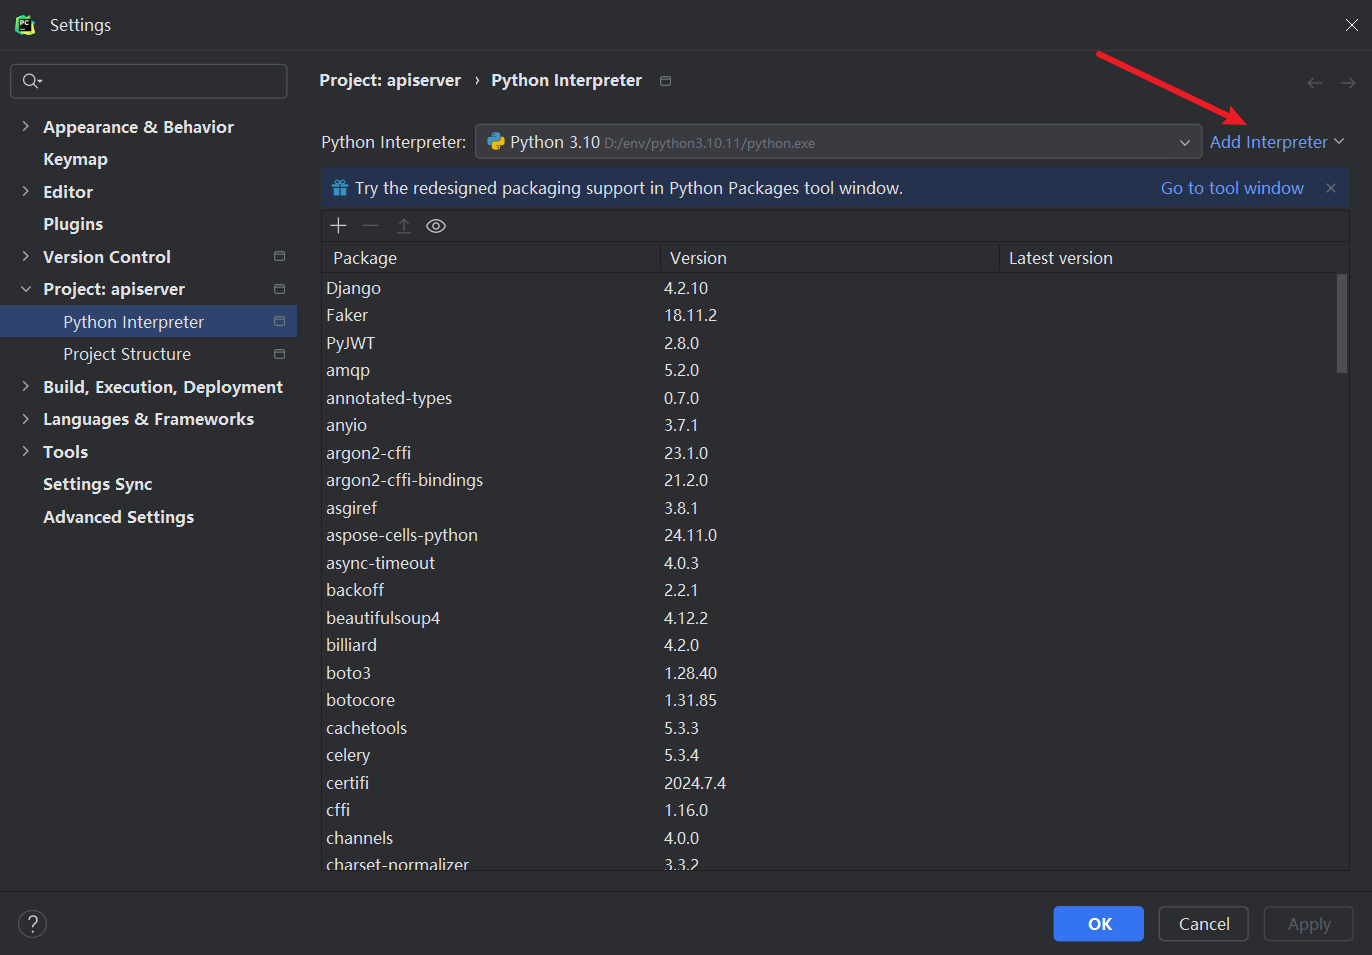 PC
Settings
Project: apiserver › Python Interpreter
Appearance & Behavior
Keymap
Editor
Plugins
Version Control
Project: apiserver
Python Interpreter
Project Structure
Build, Execution, Deployment
Languages & Frameworks
Tools
Settings Sync
Advanced Settings
Python Interpreter: Python 3.10 D:/env/python3.10.11/python.exe Add Interpreter
Try the redesigned packaging support in Python Packages tool window. Go to tool window
Package Version Latest version
Django 4.2.10
Faker 18.11.2
PyJWT 2.8.0
amqp 5.2.0
annotated-types 0.7.0
anyio 3.7.1
argon2-cffi 23.1.0
argon2-cffi-bindings 21.2.0
asgiref 3.8.1
aspose-cells-python 24.11.0
async-timeout 4.0.3
backoff 2.2.1
beautifulsoup4 4.12.2
billiard 4.2.0
boto3 1.28.40
botocore 1.31.85
cachetools 5.3.3
celery 5.3.4
certifi 2024.7.4
cffi 1.16.0
channels 4.0.0
charset-normalizer 3.3.2
? OK Cancel Apply